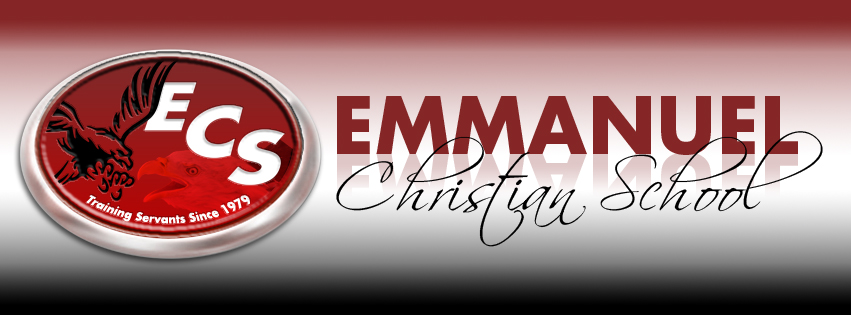 ECS
Training Servants Since 1979
EMMANUEL
Christian School